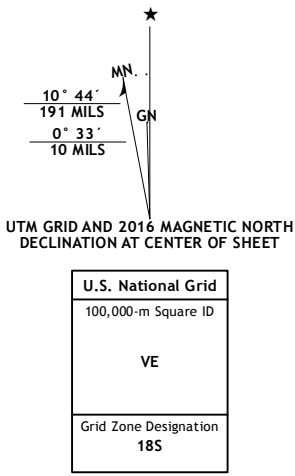 MN
10° 44´
191 MILS
GN
0° 33´
10 MILS
UTM GRID AND 2016 MAGNETIC NORTH
DECLINATION AT CENTER OF SHEET
U.S. National Grid
100,000-m Square ID
VE
Grid Zone Designation
18S